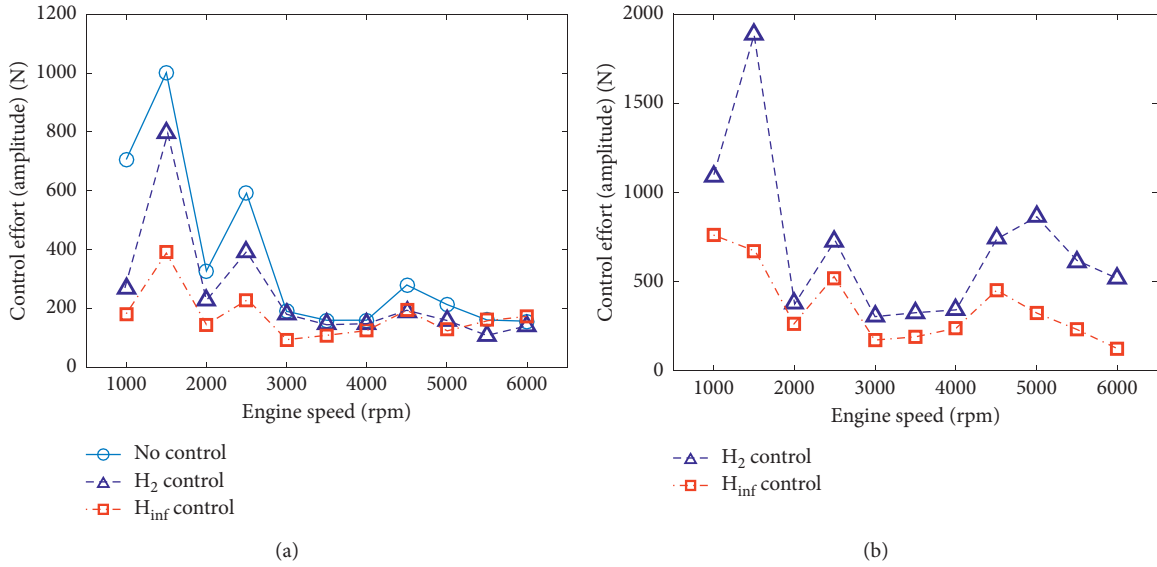 Control effort (amplitude) (N)
1200
1000
800
600
400
200
0
1000 2000 3000 4000 5000 6000
Engine speed (rpm)
No control
H₂ control
H_inf control
(a)
Control effort (amplitude) (N)
2000
1500
1000
500
0
1000 2000 3000 4000 5000 6000
Engine speed (rpm)
H₂ control
H_inf control
(b)